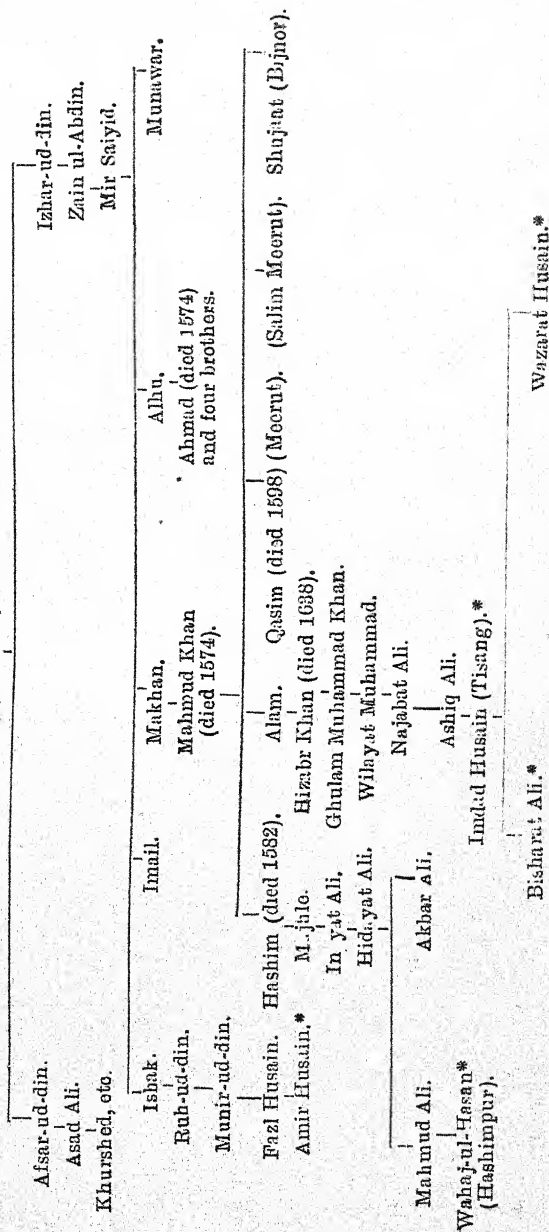 Afsar-ud-din.
Asad Ali.
Khurshed, etc.
Izhar-ud-din.
Zain ul-Abdin.
Mir Saiyid.
Ishak.
Imail.
Makhan.
Alhu.
Munawar.
Ruh-ud-din.
Mahmud Khan
(died 1574).
Ahmad (died 1574)
and four brothers.
Munir-ud-din.
Fazl Husain.
Amir Husain.*
Hashim (died 1582).
Alam.
Qasim (died 1598) (Meerut).
(Salim Meerut).
Shujaat (Bijnor).
In yat Ali.
Hidayat Ali.
Hizabr Khan (died 1638).
Ghulam Muhammad Khan.
Wilayat Muhammad.
Najabat Ali.
Mahmud Ali.
Akbar Ali.
Ashiq Ali.
Wahaj-ul-Hasan*
(Hashimpur).
Imdad Husain (Tisang).*
Bisharat Ali.*
Wazarat Husain.*